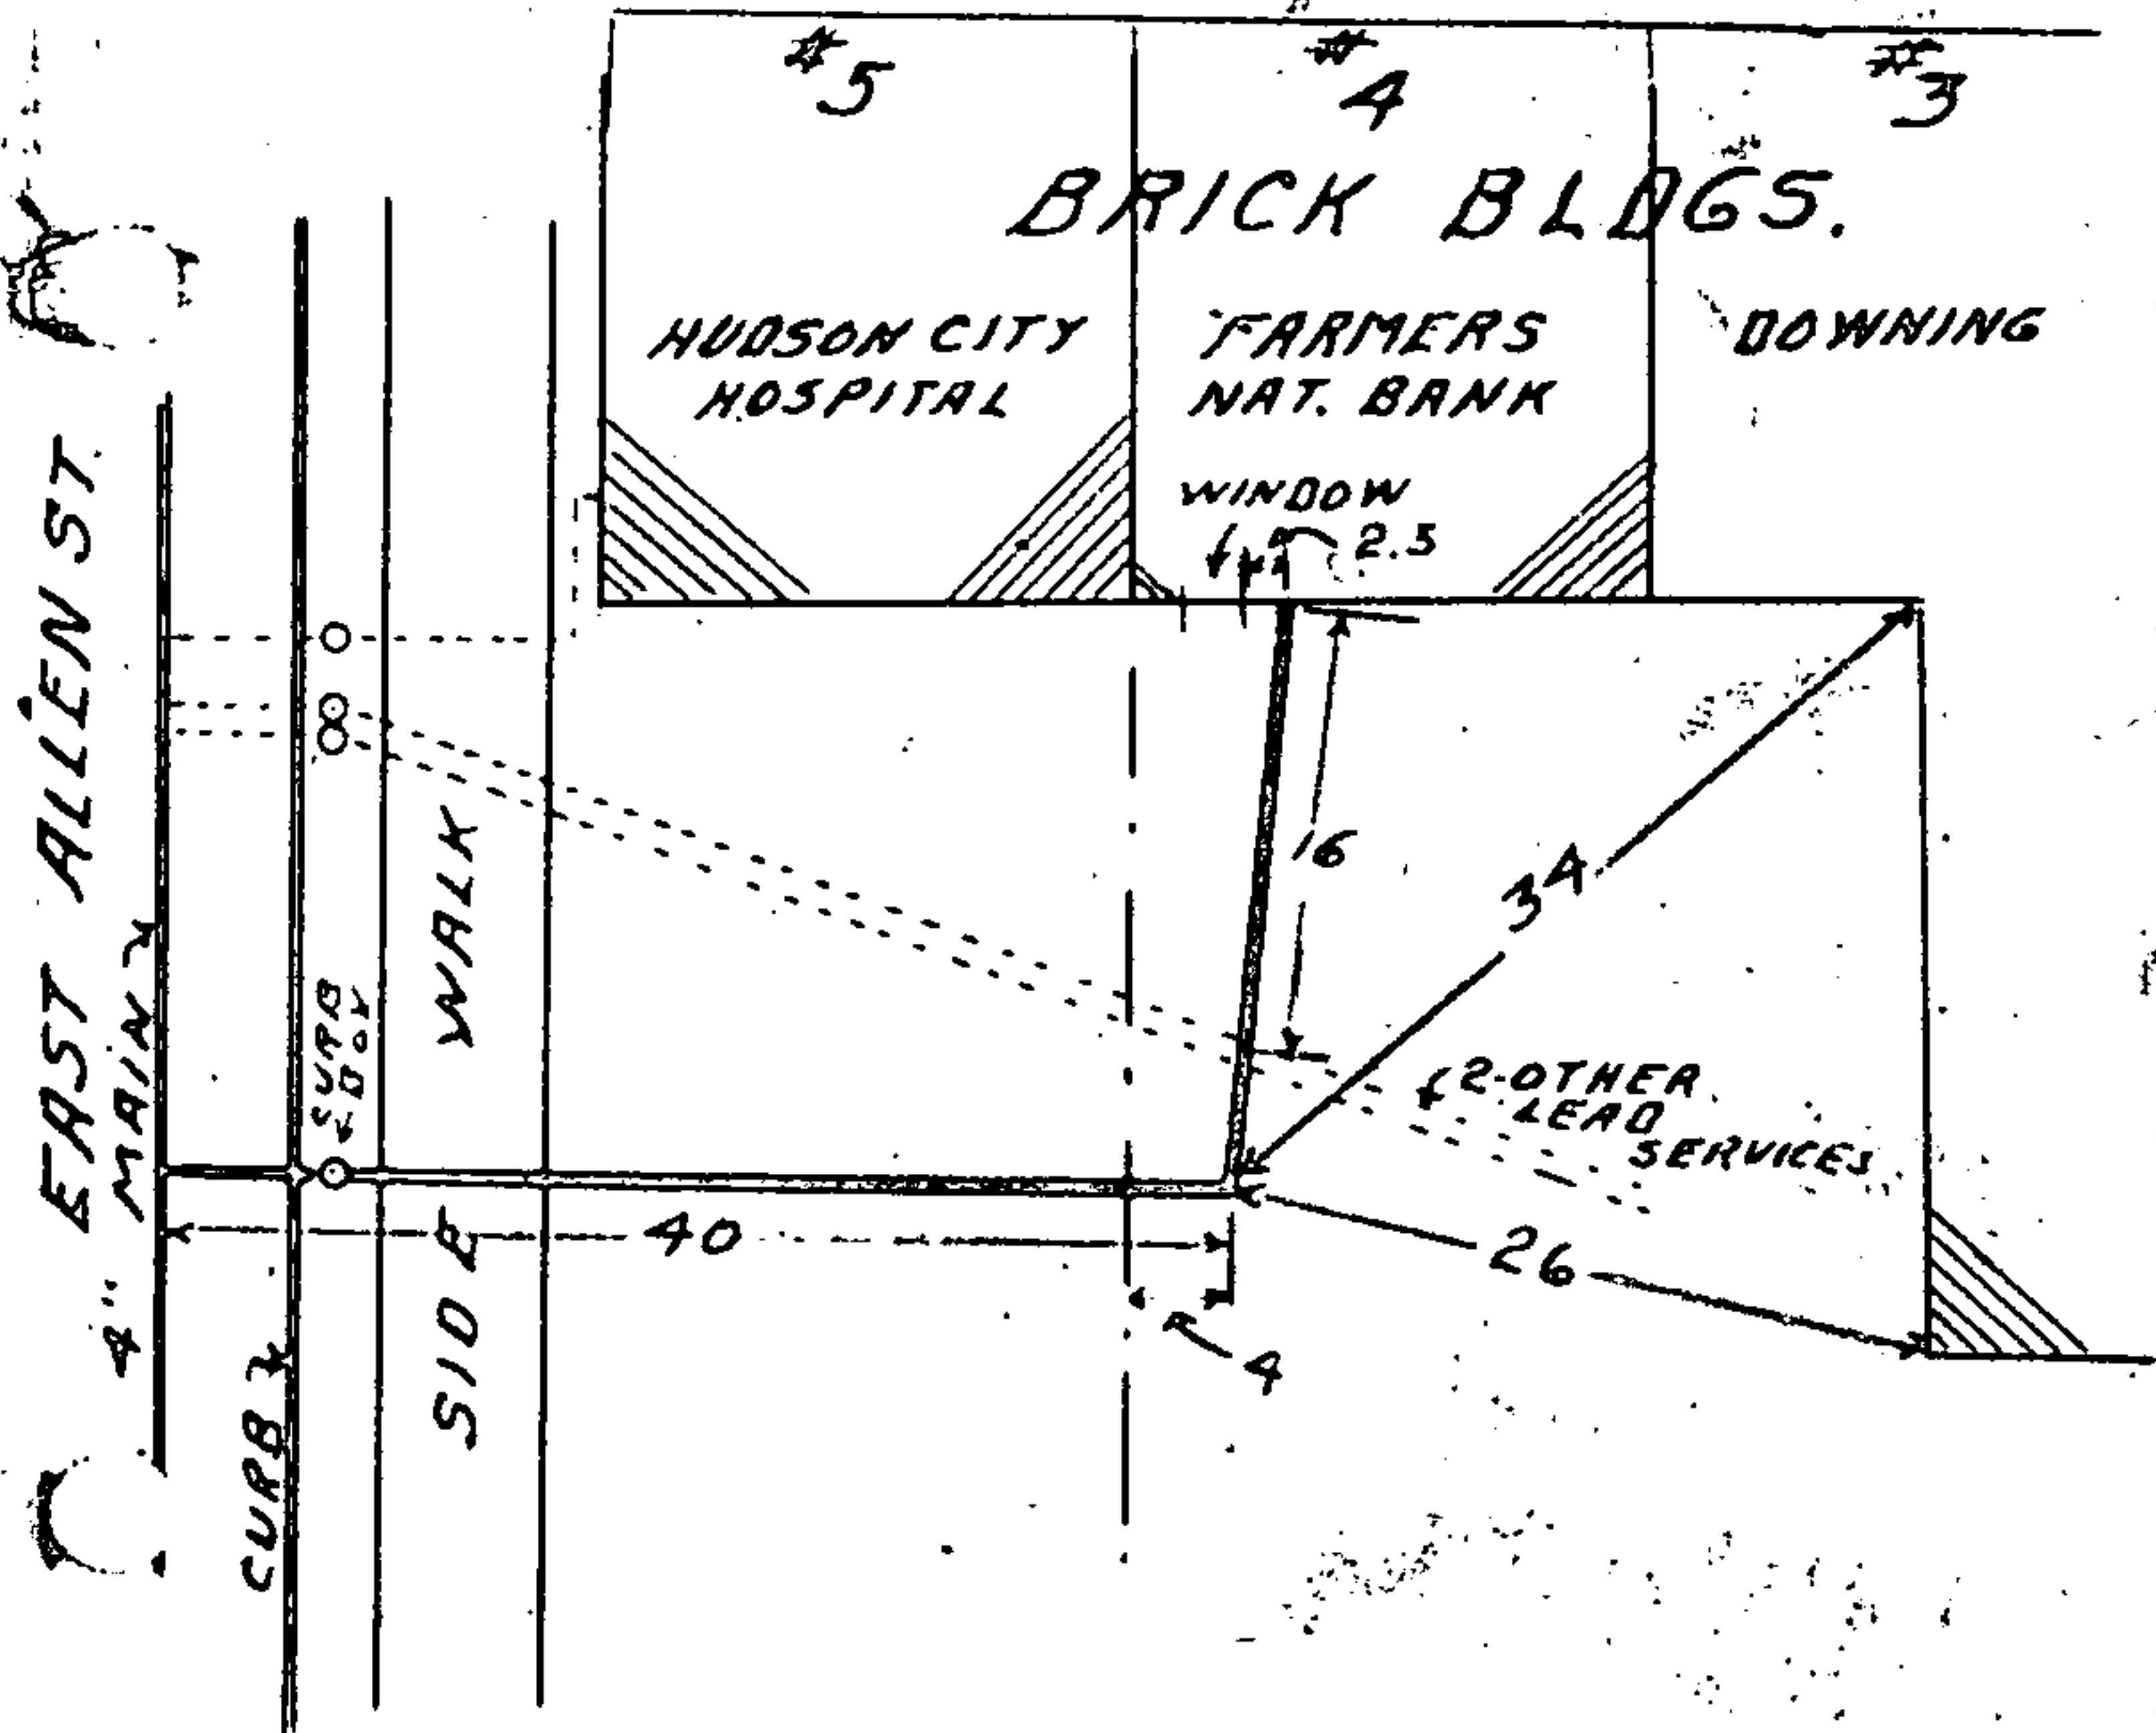 #5
#4
#3
BRICK BLDGS.
HUDSON CITY
HOSPITAL
FARMERS
NAT. BANK
DOWNING
WINDOW
2.5
EAST ALLEN ST.
4" MAIN
CURB
CURB
BOX
SIDE WALK
16
34
2-OTHER
LEAD
SERVICES
40
26
4